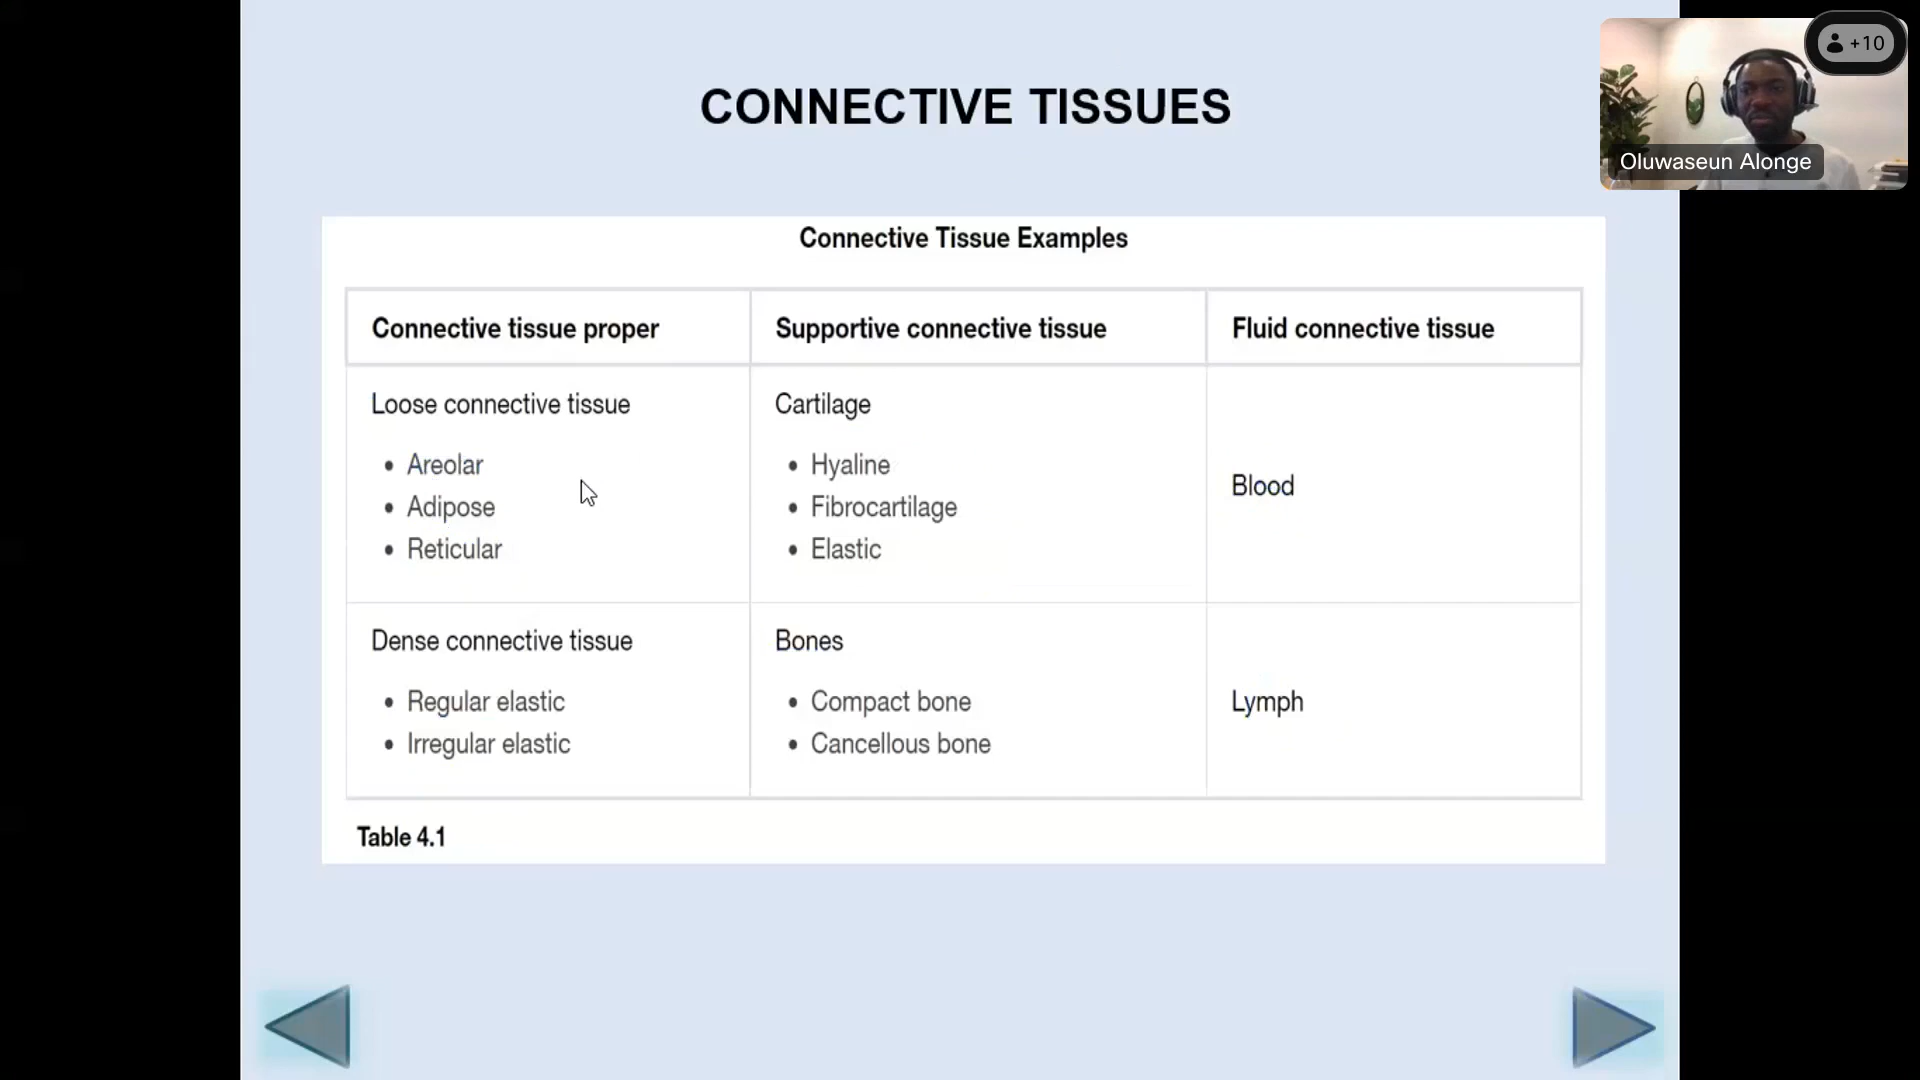 CONNECTIVE TISSUES
+10
Oluwaseun Alonge
Connective Tissue Examples
Connective tissue proper
Supportive connective tissue
Fluid connective tissue
Loose connective tissue
• Areolar
• Adipose
• Reticular
Cartilage
• Hyaline
• Fibrocartilage
• Elastic
Blood
Dense connective tissue
• Regular elastic
• Irregular elastic
Bones
• Compact bone
• Cancellous bone
Lymph
Table 4.1